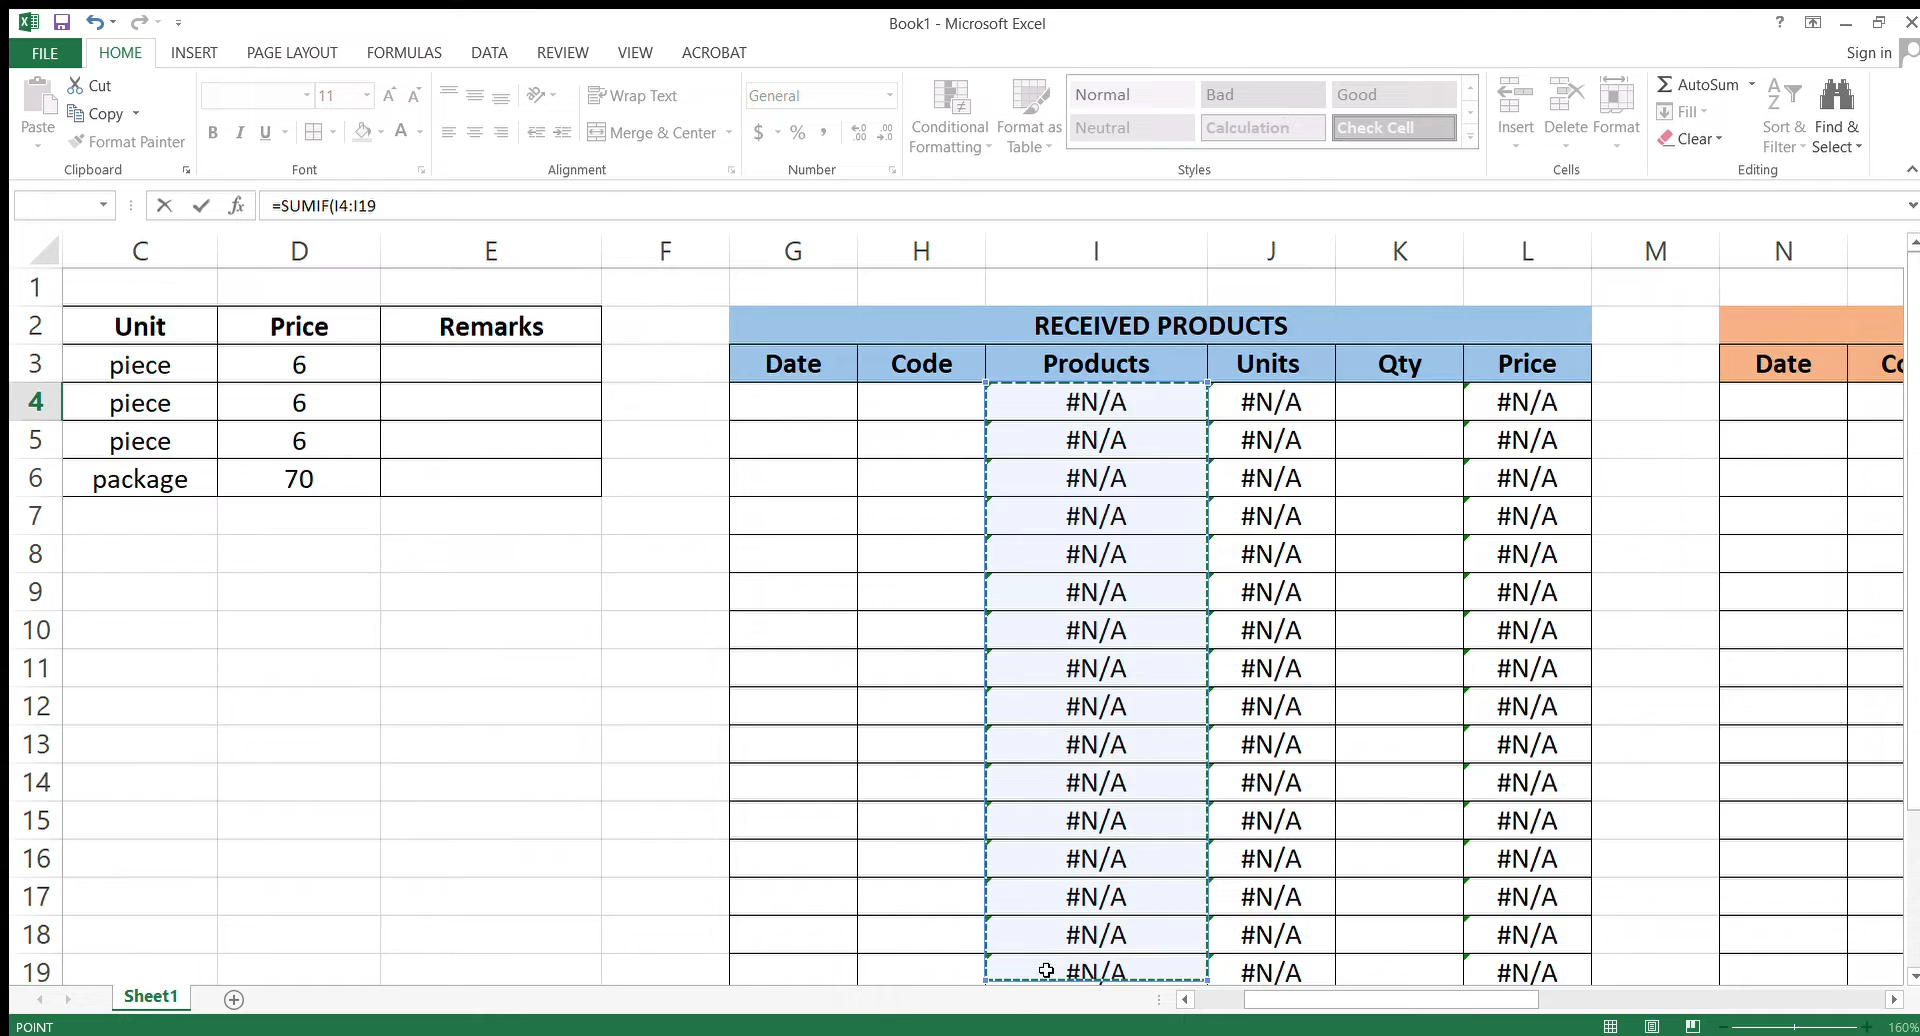 Book1 - Microsoft Excel
?
FILE HOME INSERT PAGE LAYOUT FORMULAS DATA REVIEW VIEW ACROBAT Sign in
Paste
Cut
Copy
Format Painter
Clipboard
11
B I U
Font
Wrap Text
Merge & Center
Alignment
General
$ % ,
Number
Conditional Formatting
Format as Table
Normal Bad Good
Neutral Calculation Check Cell
Styles
Insert Delete Format
Cells
AutoSum
Fill
Clear
Sort & Filter
Find & Select
Editing
fx =SUMIF(I4:I19
C D E F G H I J K L M N
1
2 Unit Price Remarks RECEIVED PRODUCTS
3 piece 6 Date Code Products Units Qty Price Date Co
4 piece 6 #N/A #N/A #N/A
5 piece 6 #N/A #N/A #N/A
6 package 70 #N/A #N/A #N/A
7 #N/A #N/A #N/A
8 #N/A #N/A #N/A
9 #N/A #N/A #N/A
10 #N/A #N/A #N/A
11 #N/A #N/A #N/A
12 #N/A #N/A #N/A
13 #N/A #N/A #N/A
14 #N/A #N/A #N/A
15 #N/A #N/A #N/A
16 #N/A #N/A #N/A
17 #N/A #N/A #N/A
18 #N/A #N/A #N/A
19 #N/A #N/A #N/A
Sheet1
POINT 160%